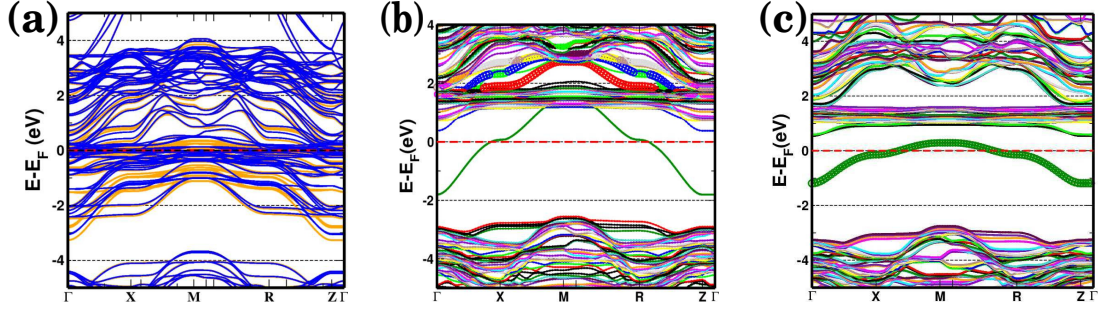 (a)
E-E_F (eV)
4
2
0
-2
-4
Γ X M R Z Γ
(b)
E-E_F(eV)
4
2
0
-2
-4
Γ X M R Z Γ
(c)
E-E_F(eV)
4
2
0
-2
-4
Γ X M R Z Γ